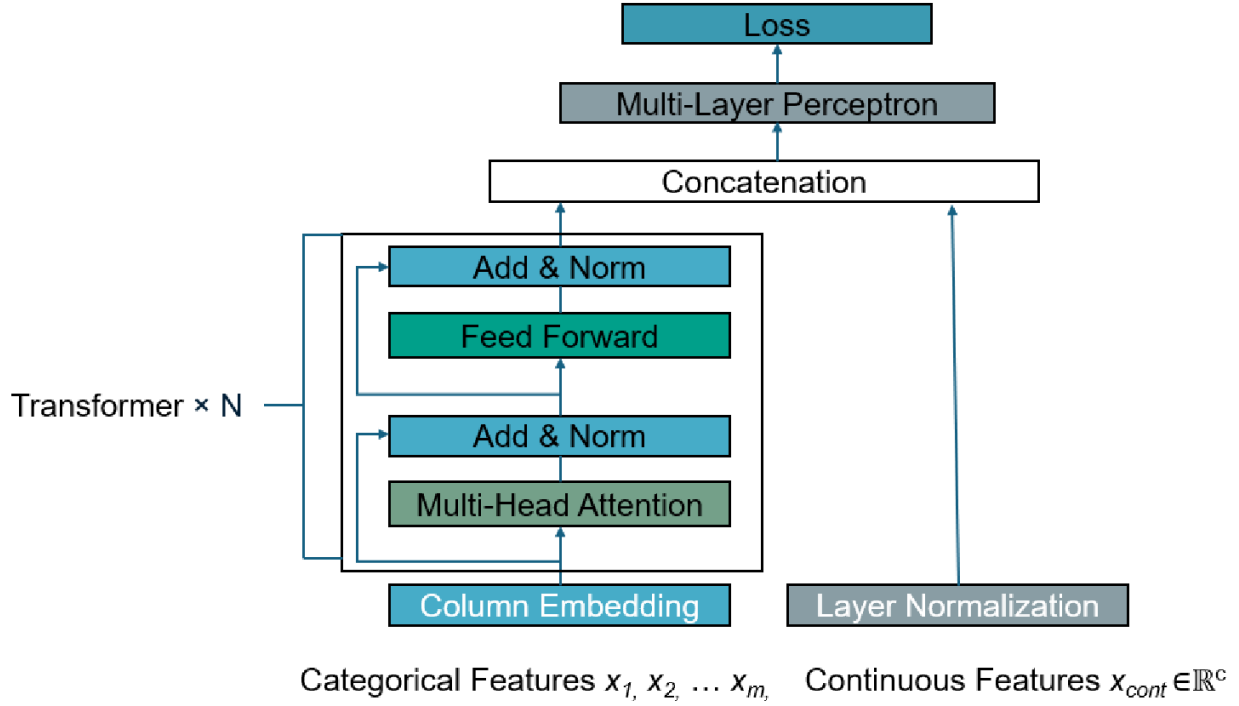 Loss
Multi-Layer Perceptron
Concatenation
Add & Norm
Feed Forward
Transformer × N
Add & Norm
Multi-Head Attention
Column Embedding
Layer Normalization
Categorical Features x1, x2, … xm,
Continuous Features xcont ∈ℝᶜ